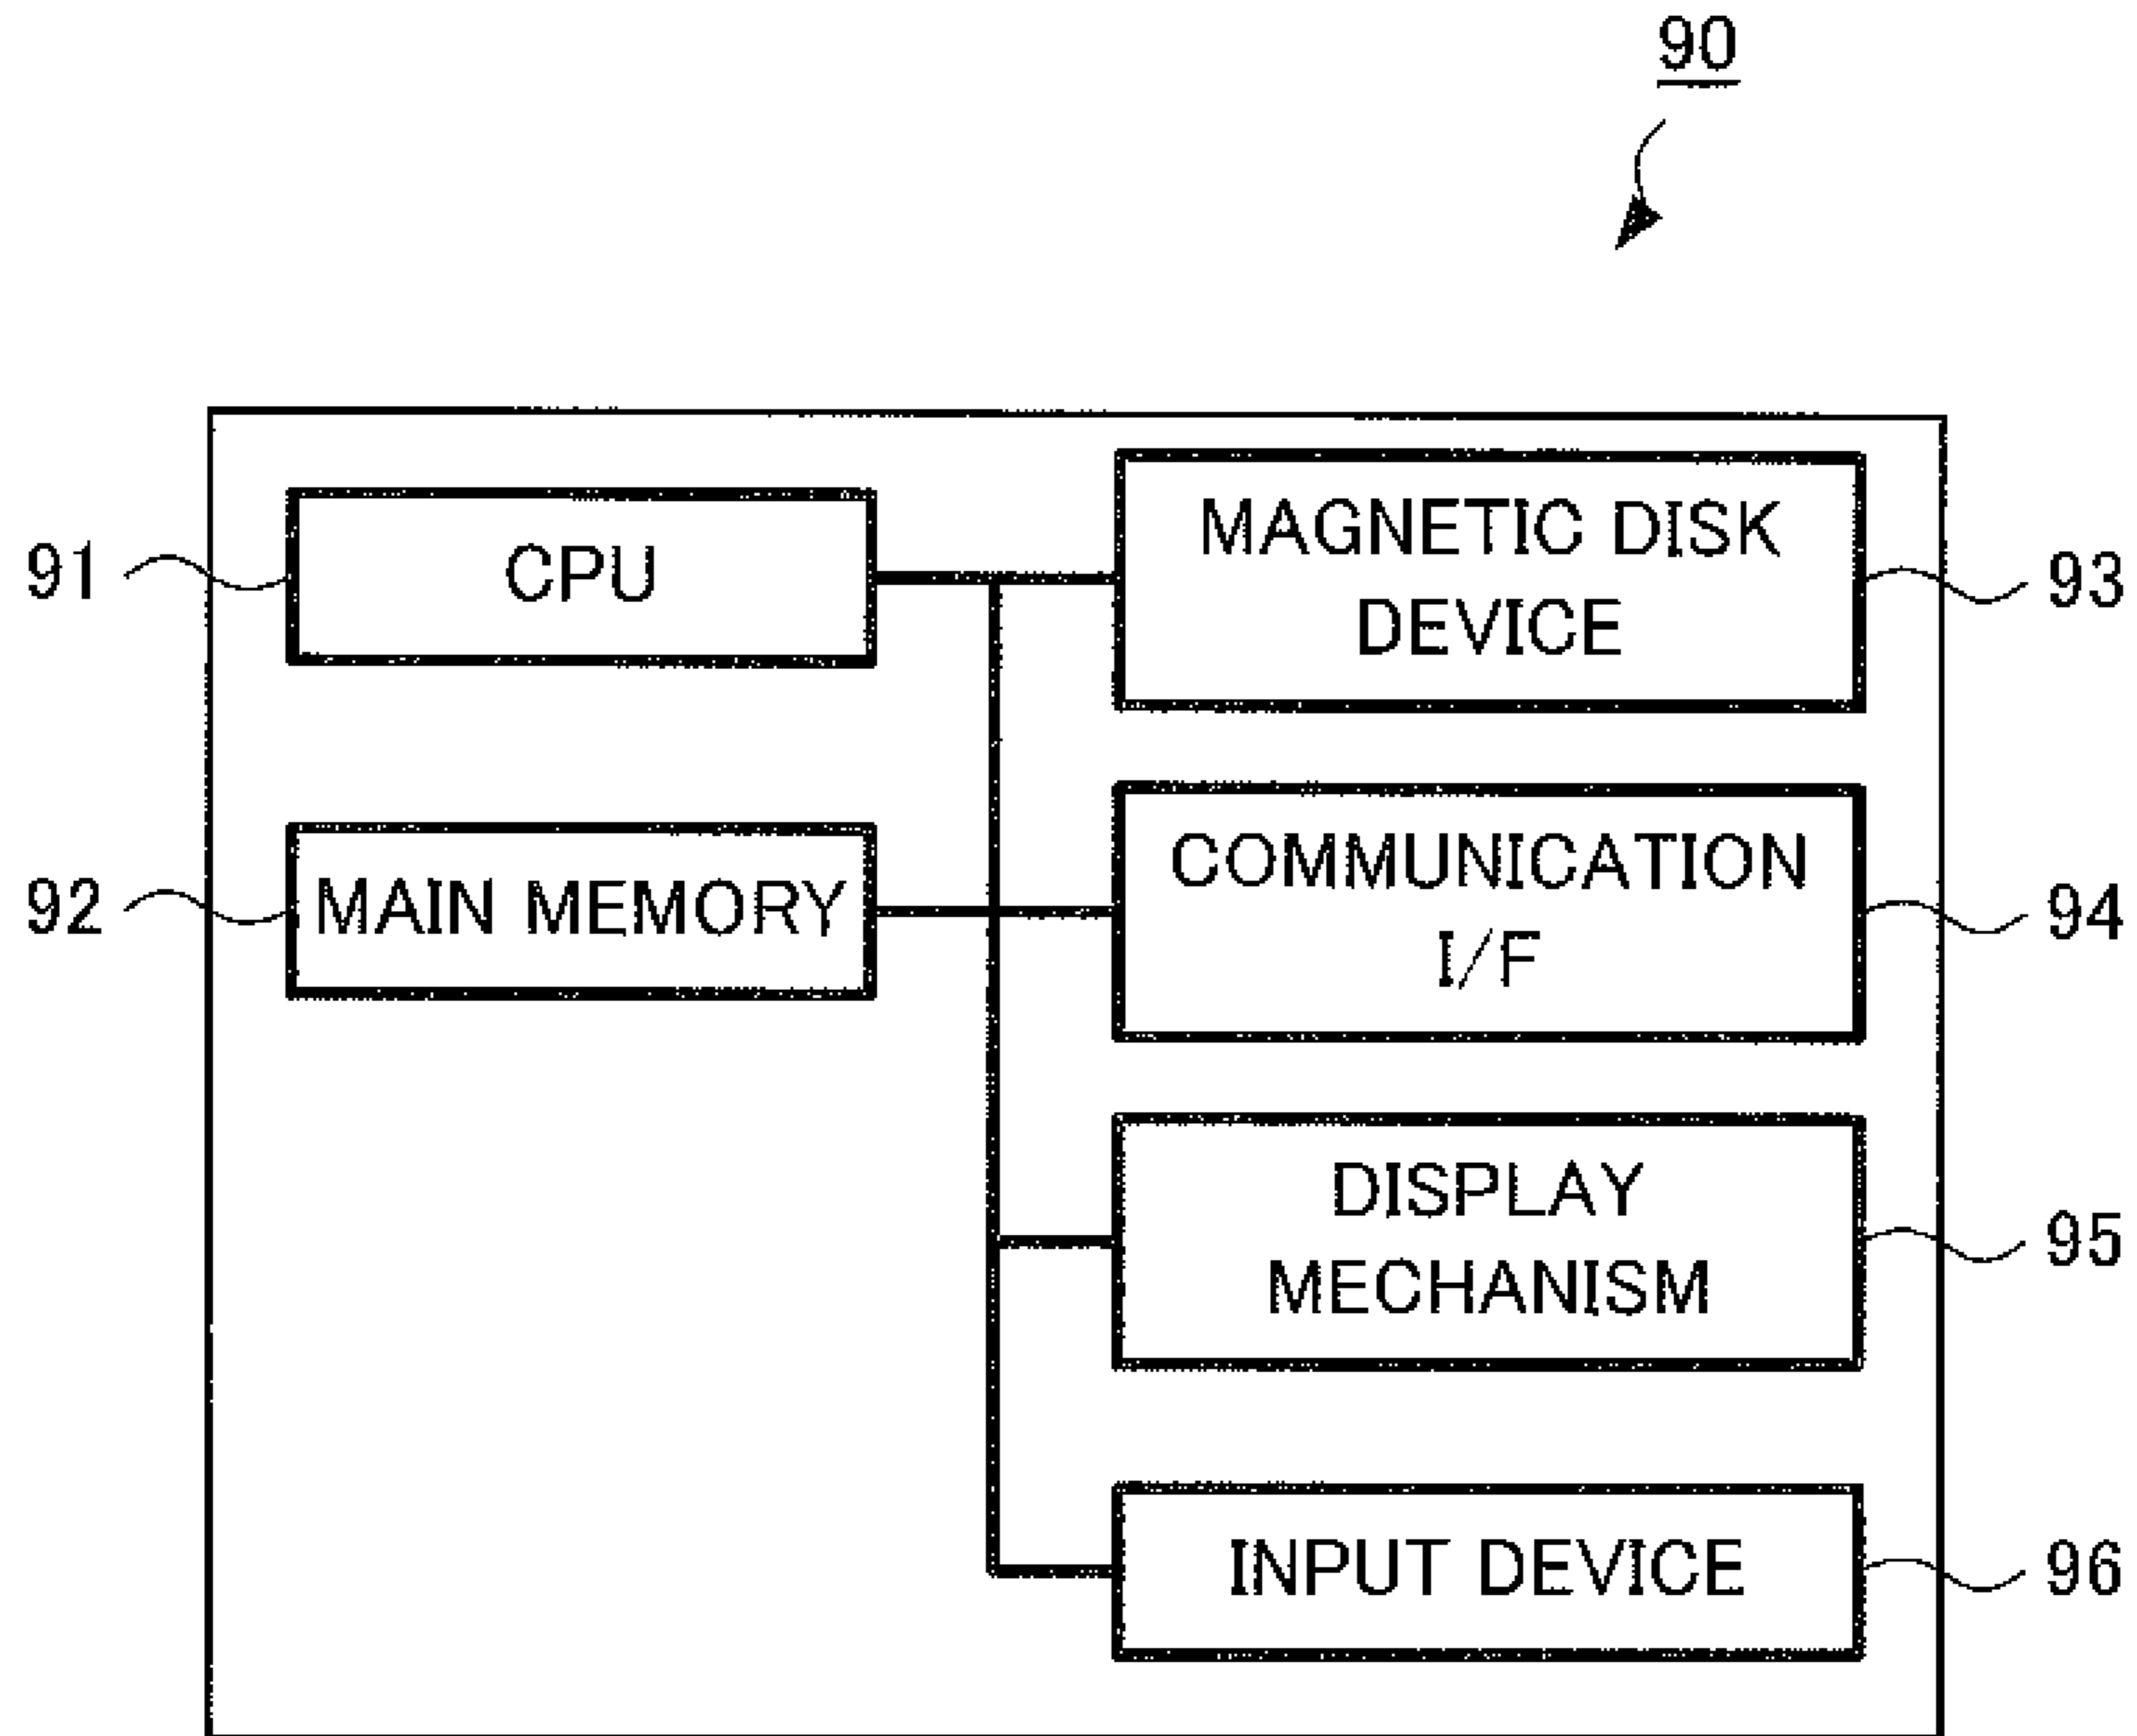 90
91
CPU
MAGNETIC DISK
DEVICE
93
92
MAIN MEMORY
COMMUNICATION
I/F
94
DISPLAY
MECHANISM
95
INPUT DEVICE
96